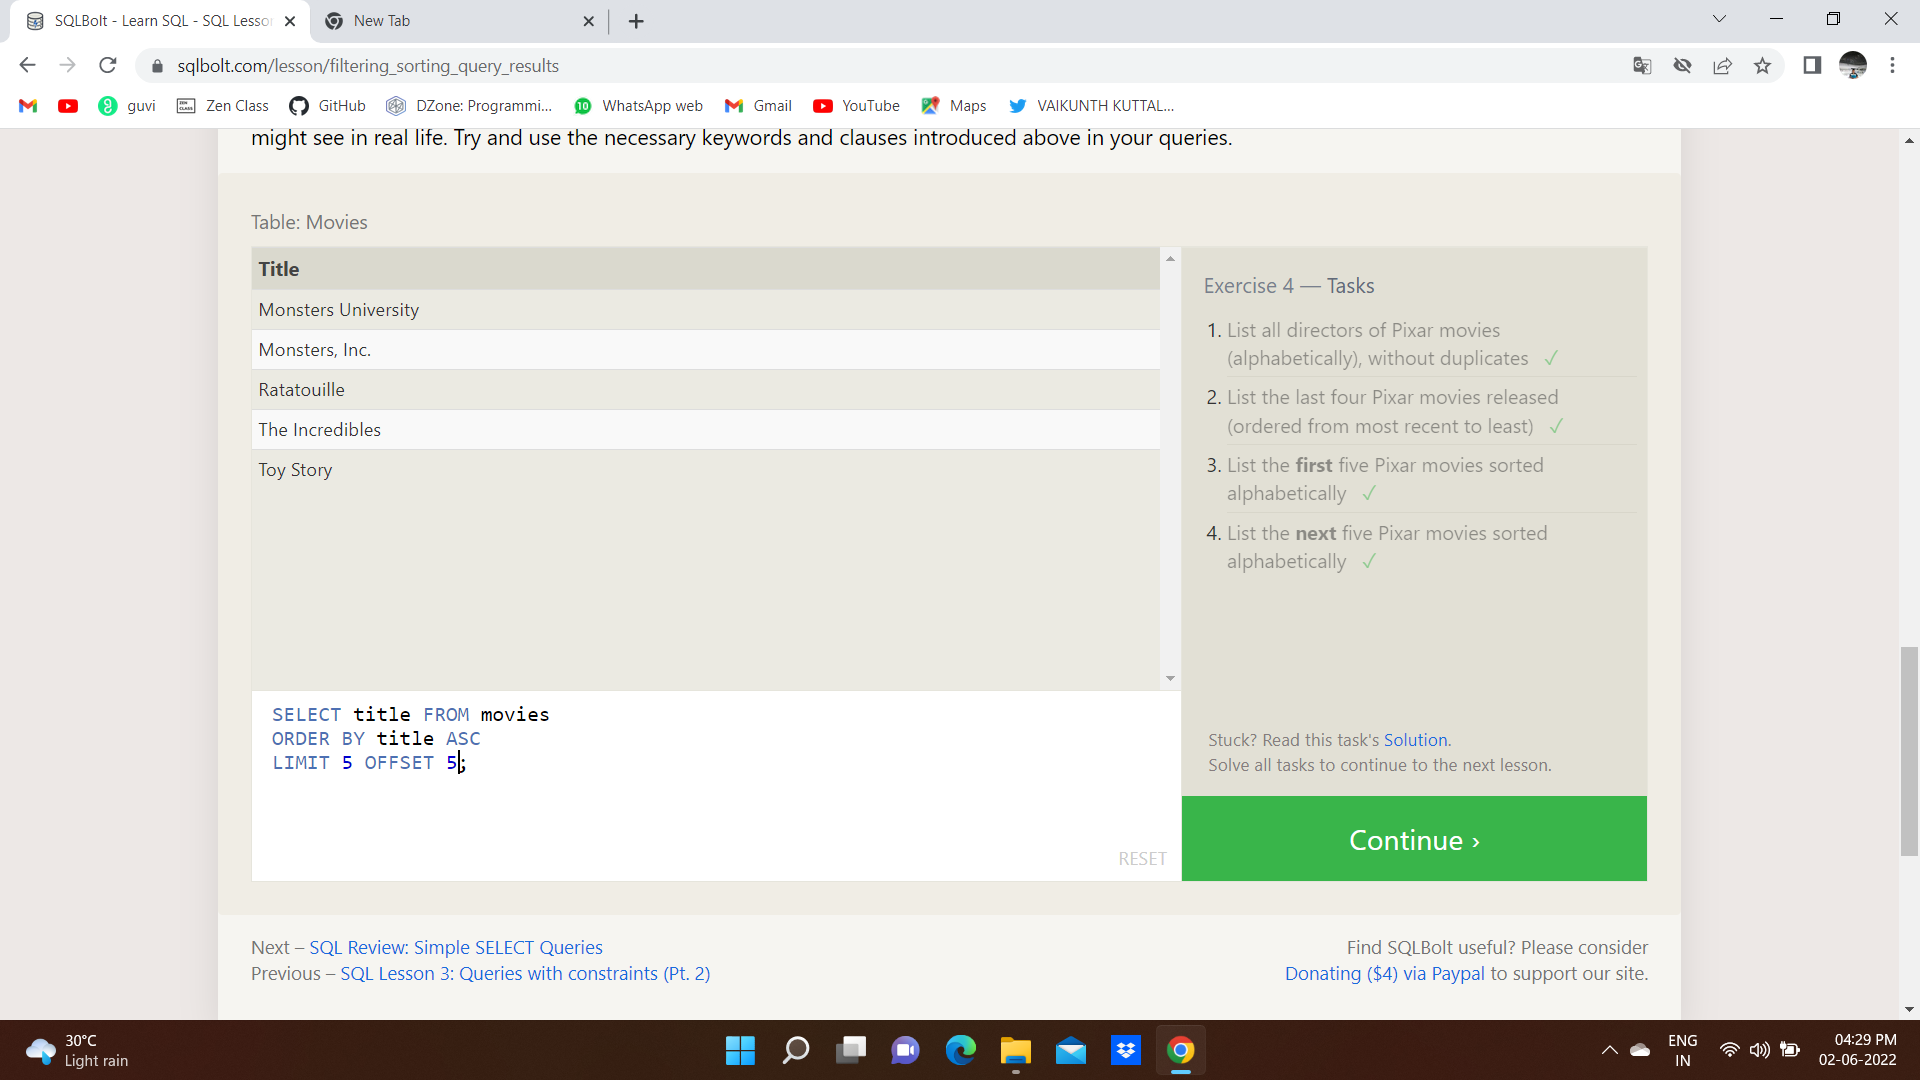 SQLBolt - Learn SQL - SQL Lesso
New Tab
sqlbolt.com/lesson/filtering_sorting_query_results
guvi
Zen Class
GitHub
DZone: Programmi...
WhatsApp web
Gmail
YouTube
Maps
VAIKUNTH KUTTAL...
might see in real life. Try and use the necessary keywords and clauses introduced above in your queries.
Table: Movies
Title
Monsters University
Monsters, Inc.
Ratatouille
The Incredibles
Toy Story
SELECT title FROM movies
ORDER BY title ASC
LIMIT 5 OFFSET 5;
RESET
Exercise 4 — Tasks
1. List all directors of Pixar movies
(alphabetically), without duplicates ✓
2. List the last four Pixar movies released
(ordered from most recent to least) ✓
3. List the first five Pixar movies sorted
alphabetically ✓
4. List the next five Pixar movies sorted
alphabetically ✓
Stuck? Read this task's Solution.
Solve all tasks to continue to the next lesson.
Continue ›
Next – SQL Review: Simple SELECT Queries
Previous – SQL Lesson 3: Queries with constraints (Pt. 2)
Find SQLBolt useful? Please consider
Donating ($4) via Paypal to support our site.
30°C
Light rain
ENG
IN
04:29 PM
02-06-2022